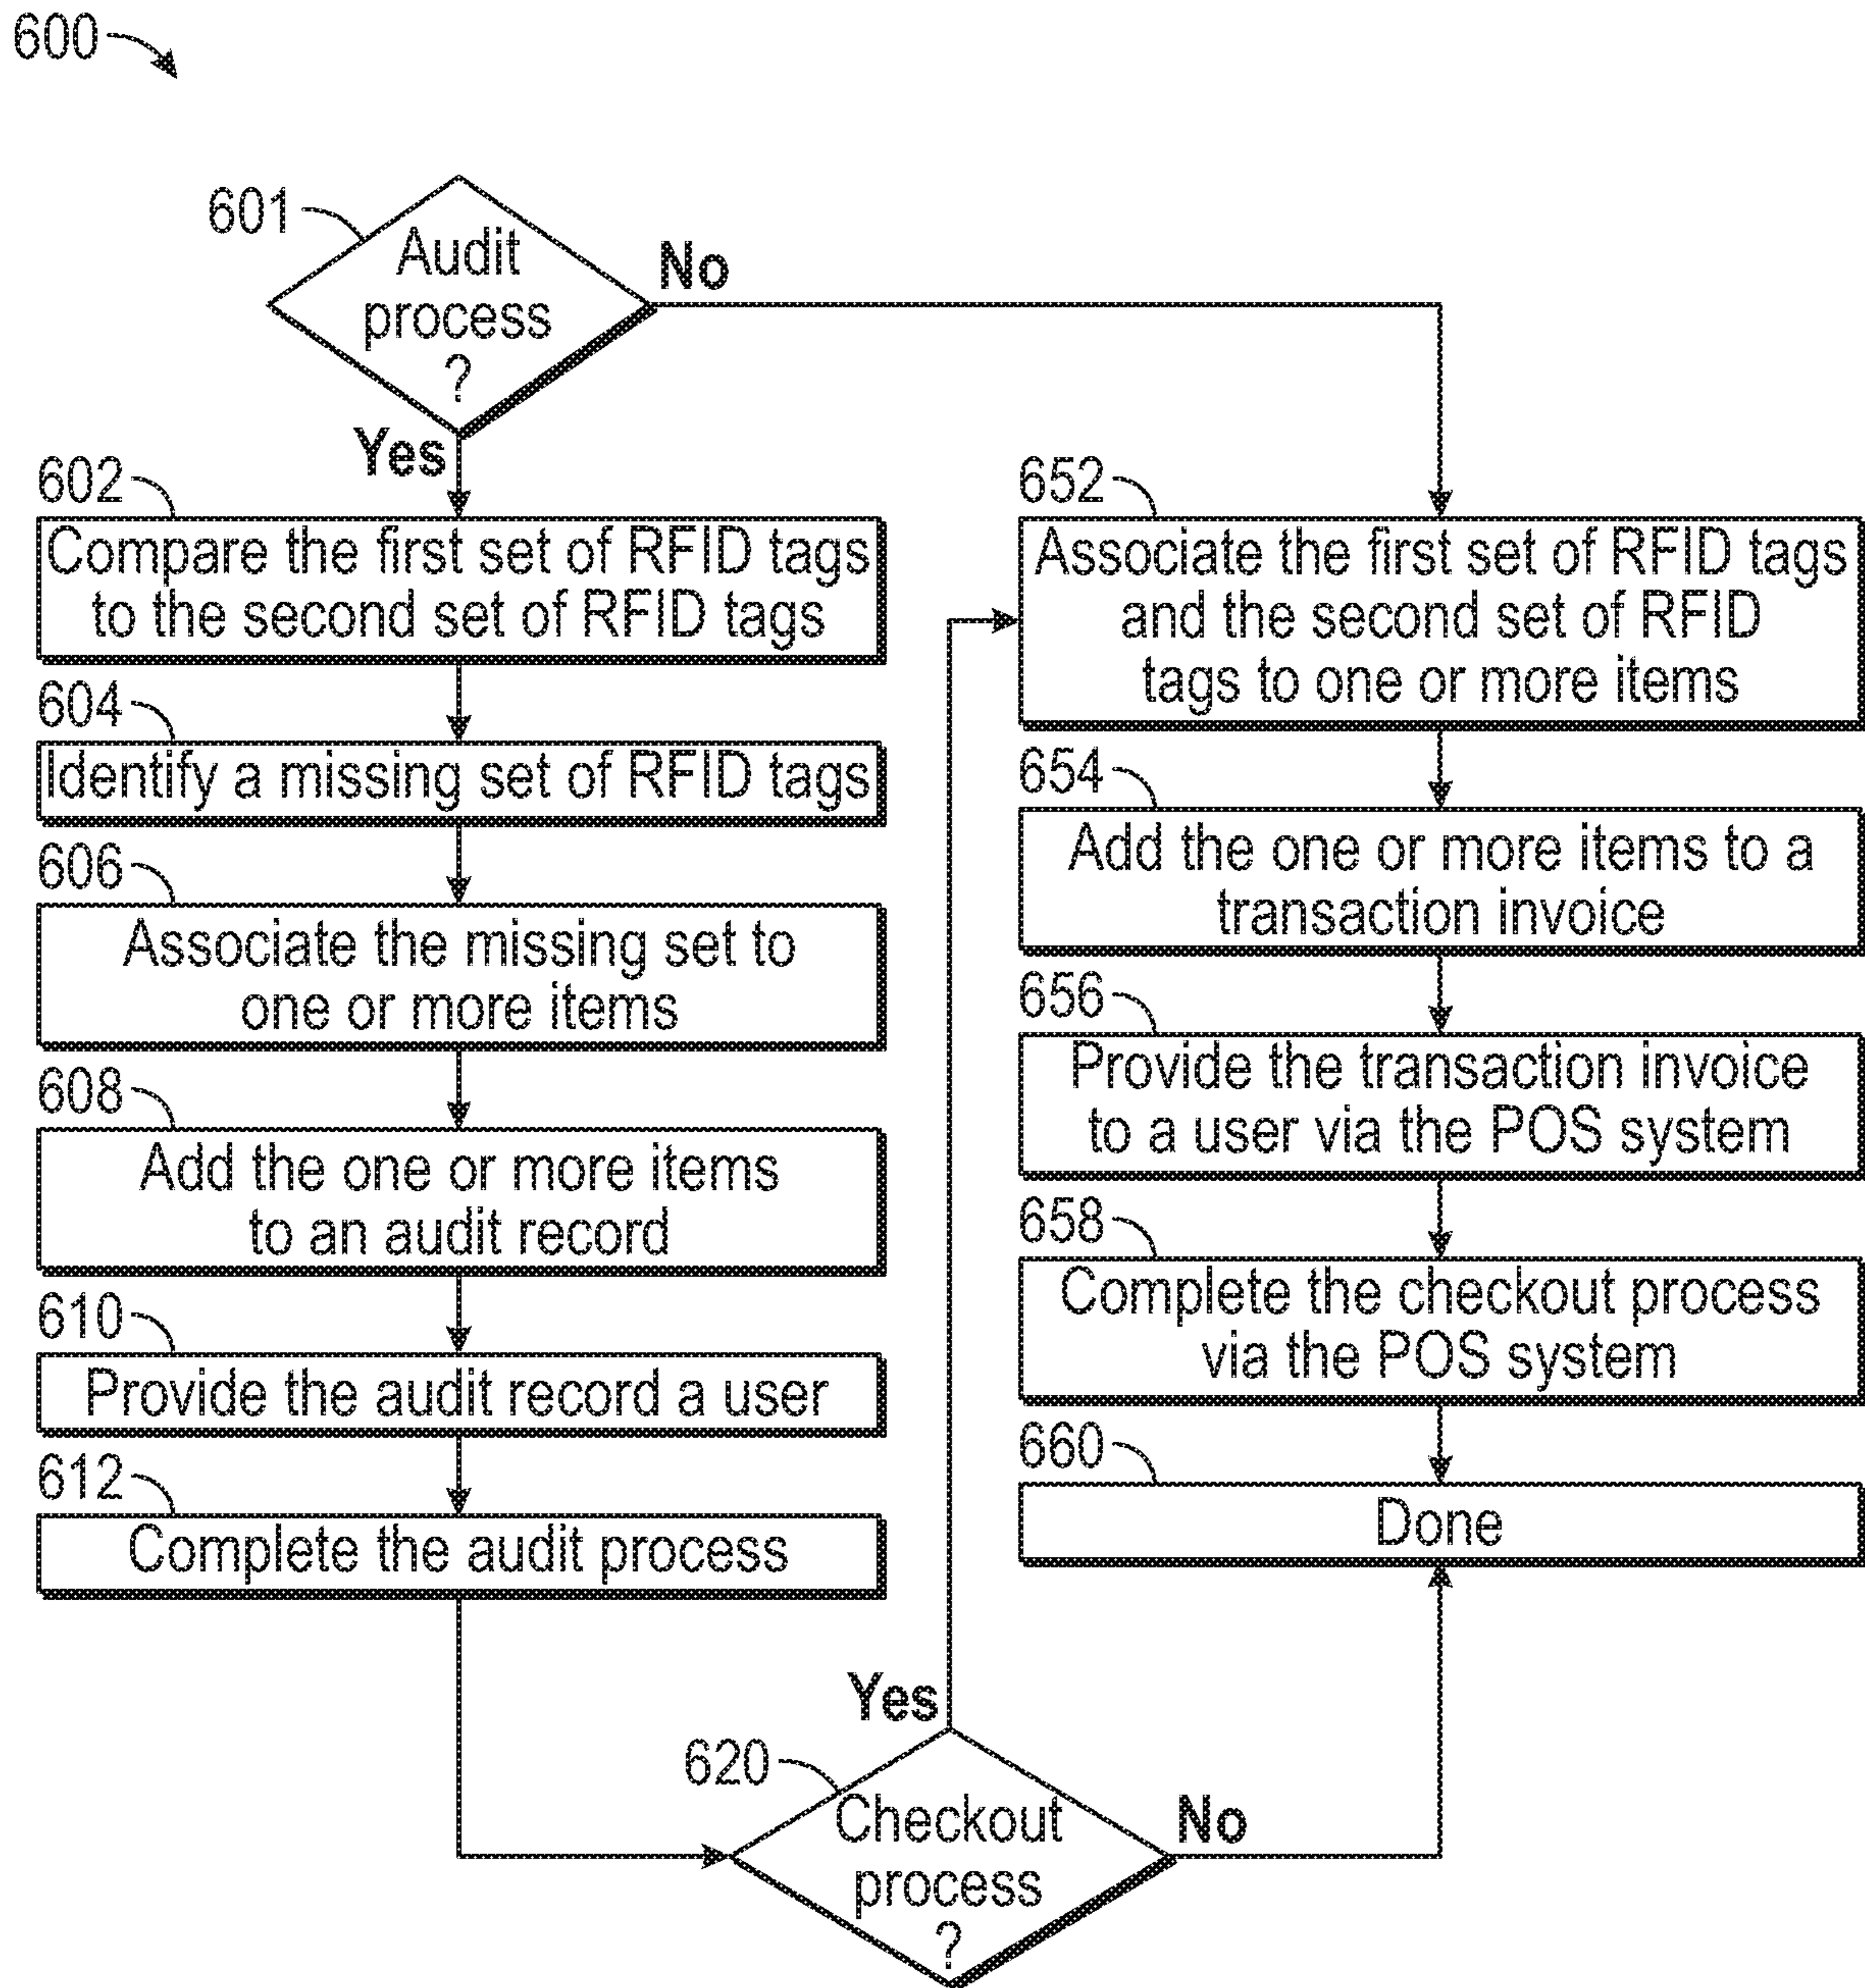 600
601
Audit
process
?
No
Yes
602
Compare the first set of RFID tags
to the second set of RFID tags
604
Identify a missing set of RFID tags
606
Associate the missing set to
one or more items
608
Add the one or more items
to an audit record
610
Provide the audit record a user
612
Complete the audit process
620
Checkout
process
?
Yes
No
652
Associate the first set of RFID tags
and the second set of RFID
tags to one or more items
654
Add the one or more items to a
transaction invoice
656
Provide the transaction invoice
to a user via the POS system
658
Complete the checkout process
via the POS system
660
Done